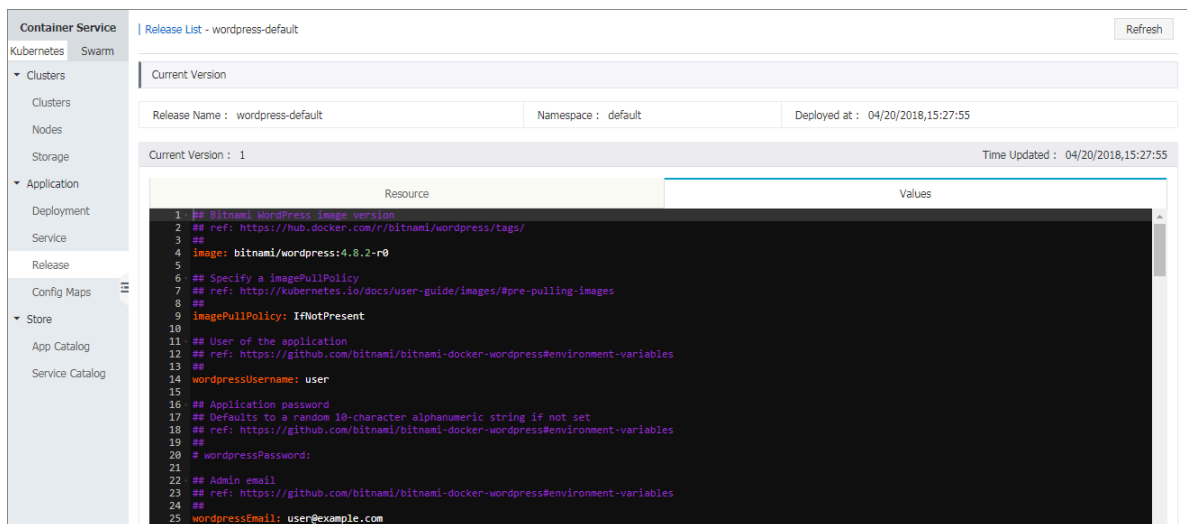 Container Service
Kubernetes Swarm
Clusters
Clusters
Nodes
Storage
Application
Deployment
Service
Release
Config Maps
Store
App Catalog
Service Catalog
Release List - wordpress-default
Refresh
Current Version
Release Name : wordpress-default Namespace : default Deployed at : 04/20/2018,15:27:55
Current Version : 1 Time Updated : 04/20/2018,15:27:55
Resource Values
1 ## Bitnami WordPress image version
2 ## ref: https://hub.docker.com/r/bitnami/wordpress/tags/
3 ##
4 image: bitnami/wordpress:4.8.2-r0
5
6 ## Specify a imagePullPolicy
7 ## ref: http://kubernetes.io/docs/user-guide/images/#pre-pulling-images
8 ##
9 imagePullPolicy: IfNotPresent
10
11 ## User of the application
12 ## ref: https://github.com/bitnami/bitnami-docker-wordpress#environment-variables
13 ##
14 wordpressUsername: user
15
16 ## Application password
17 ## Defaults to a random 10-character alphanumeric string if not set
18 ## ref: https://github.com/bitnami/bitnami-docker-wordpress#environment-variables
19 ##
20 # wordpressPassword:
21
22 ## Admin email
23 ## ref: https://github.com/bitnami/bitnami-docker-wordpress#environment-variables
24 ##
25 wordpressEmail: user@example.com